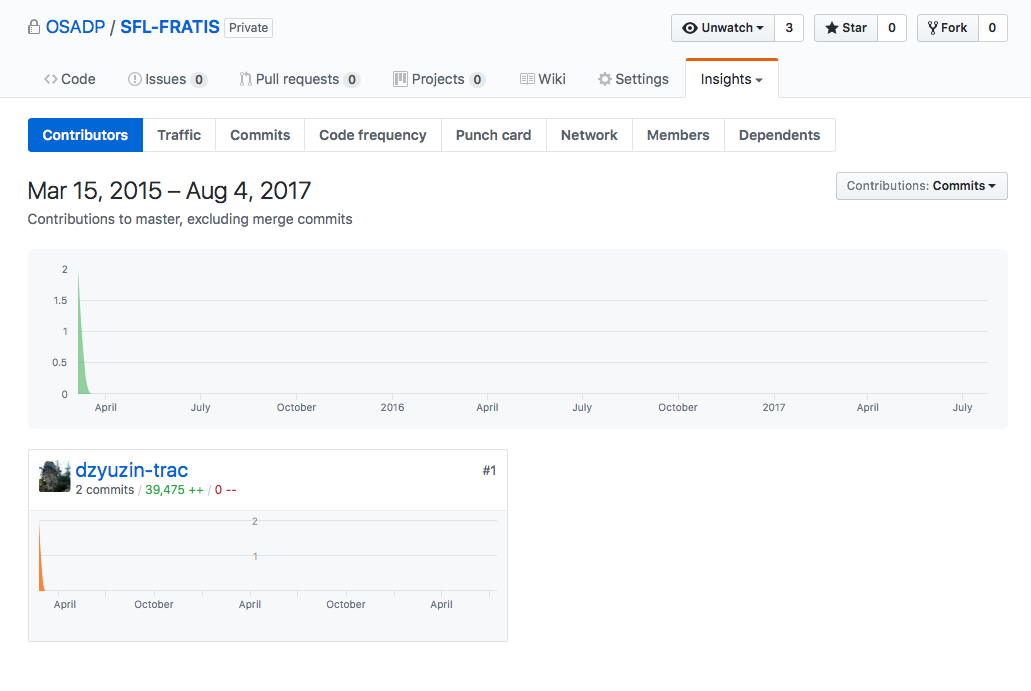 OSADP / SFL-FRATIS Private
Unwatch 3 Star 0 Fork 0
Code Issues 0 Pull requests 0 Projects 0 Wiki Settings Insights
Contributors Traffic Commits Code frequency Punch card Network Members Dependents
Mar 15, 2015 – Aug 4, 2017
Contributions: Commits
Contributions to master, excluding merge commits
2
1.5
1
0.5
0
April July October 2016 April July October 2017 April July
dzyuzin-trac #1
2 commits / 39,475 ++ / 0 --
2
1
April October April October April